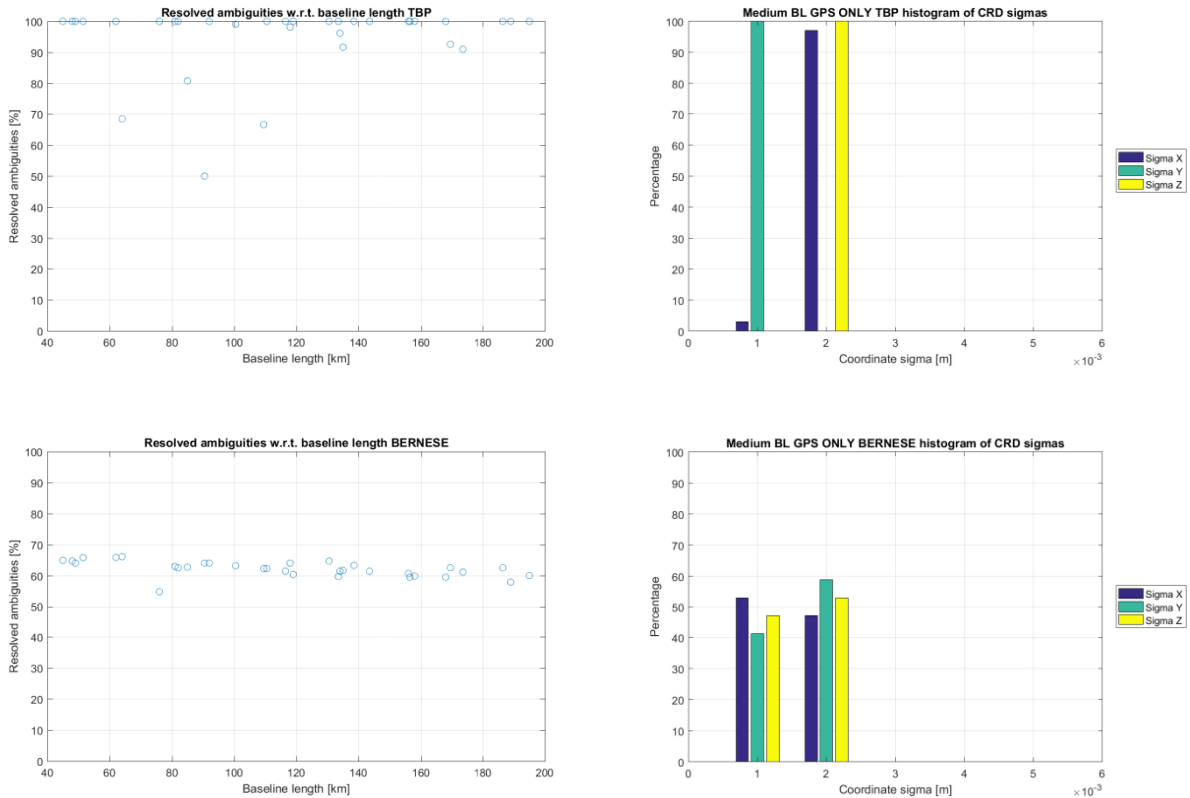 Resolved ambiguities w.r.t. baseline length TBP
100
90
80
70
60
50
40
30
20
10
0
Resolved ambiguities [%]
40 60 80 100 120 140 160 180 200
Baseline length [km]
Medium BL GPS ONLY TBP histogram of CRD sigmas
100
90
80
70
60
50
40
30
20
10
0
Percentage
0 1 2 3 4 5 6
Coordinate sigma [m]
×10⁻³
Sigma X
Sigma Y
Sigma Z
Resolved ambiguities w.r.t. baseline length BERNESE
100
90
80
70
60
50
40
30
20
10
0
Resolved ambiguities [%]
40 60 80 100 120 140 160 180 200
Baseline length [km]
Medium BL GPS ONLY BERNESE histogram of CRD sigmas
100
90
80
70
60
50
40
30
20
10
0
Percentage
0 1 2 3 4 5 6
Coordinate sigma [m]
×10⁻³
Sigma X
Sigma Y
Sigma Z